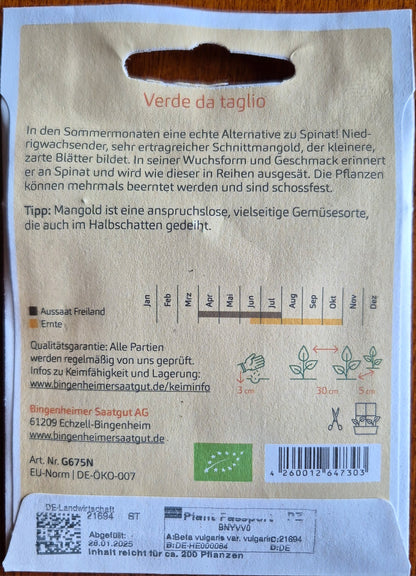 Verde da taglio
In den Sommermonaten eine echte Alternative zu Spinat! Nied-
rigwachsender, sehr ertragreicher Schnittmangold, der kleinere,
zarte Blätter bildet. In seiner Wuchsform und Geschmack erinnert
er an Spinat und wird wie dieser in Reihen ausgesät. Die Pflanzen
können mehrmals beerntet werden und sind schossfest.
Tipp: Mangold ist eine anspruchslose, vielseitige Gemüsesorte,
die auch im Halbschatten gedeiht.
Jan Feb Mrz Apr Mai Jun Jul Aug Sep Okt Nov Dez
Aussaat Freiland
Ernte
Qualitätsgarantie: Alle Partien
werden regelmäßig von uns geprüft.
Infos zu Keimfähigkeit und Lagerung:
www.bingenheimersaatgut.de/keiminfo
3 cm 30 cm 5 cm
Bingenheimer Saatgut AG
61209 Echzell-Bingenheim
www.bingenheimersaatgut.de
Art. Nr. G675N
EU-Norm | DE-ÖKO-007
4 260012 647303
DE-Landwirtschaft
21694 ST
Plant Passport PZ
BNYVV0
Abgefüllt:
28.01.2025
A:Beta vulgaris var. vulgaris C:21694
B:DE-HE000084 D:DE
Inhalt reicht für ca. 200 Pflanzen